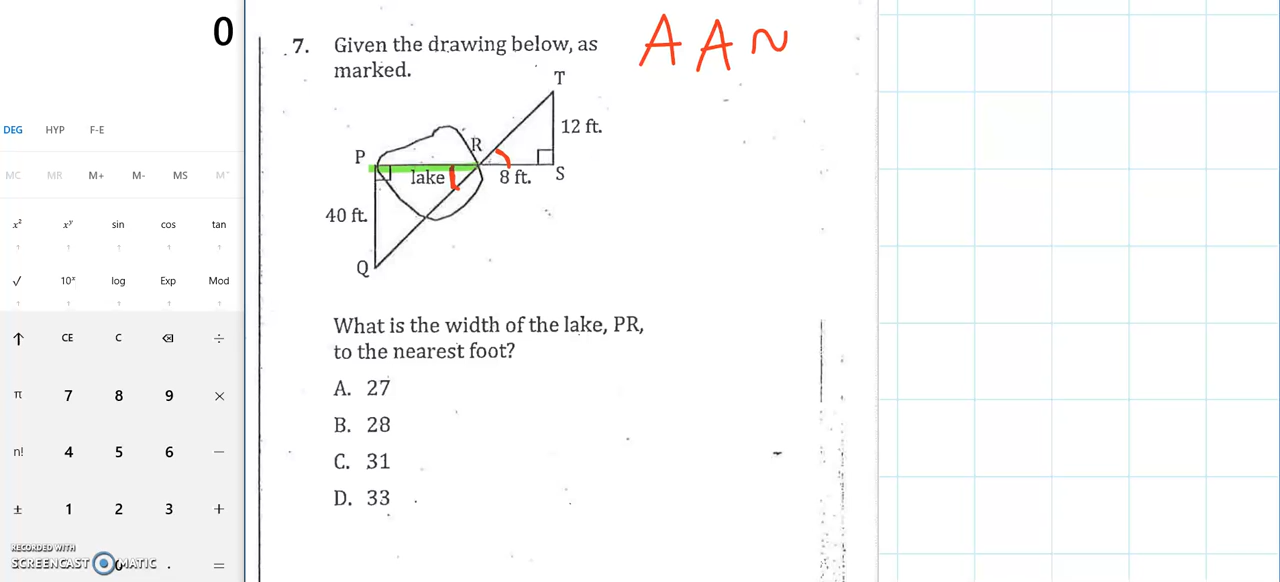 0
DEG HYP F-E
MC MR M+ M- MS M˅
x² xʸ sin cos tan
√ 10ˣ log Exp Mod
↑ CE C ⌫ ÷
π 7 8 9 ×
n! 4 5 6 −
± 1 2 3 +
0 . =
RECORDED WITH
SCREENCAST MATIC
7. Given the drawing below, as
marked.
A A ~
T
12 ft.
R
P
lake
8 ft.
S
40 ft.
Q
What is the width of the lake, PR,
to the nearest foot?
A. 27
B. 28
C. 31
D. 33